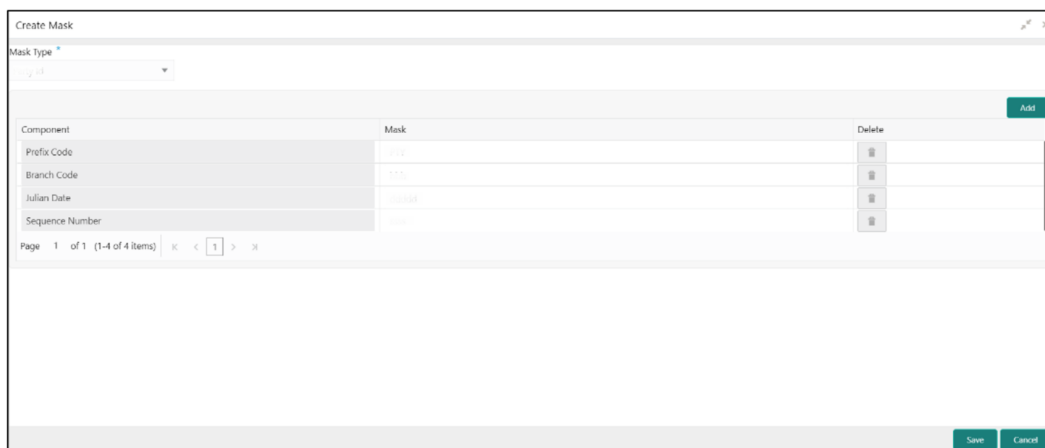 Create Mask
Mask Type *
Add
Component Mask Delete
Prefix Code
Branch Code
Julian Date
Sequence Number
Page 1 of 1 (1-4 of 4 items) K < 1 > >|
Save Cancel